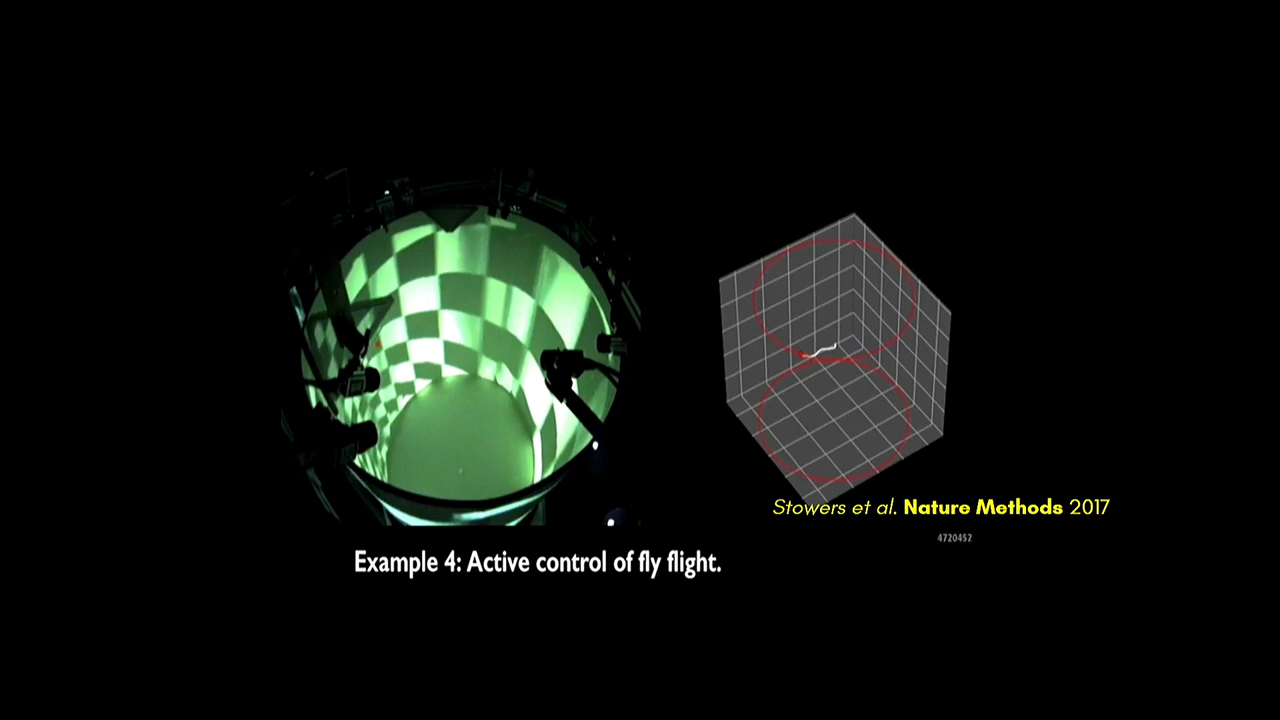 Stowers et al. Nature Methods 2017
4720452
Example 4: Active control of fly flight.